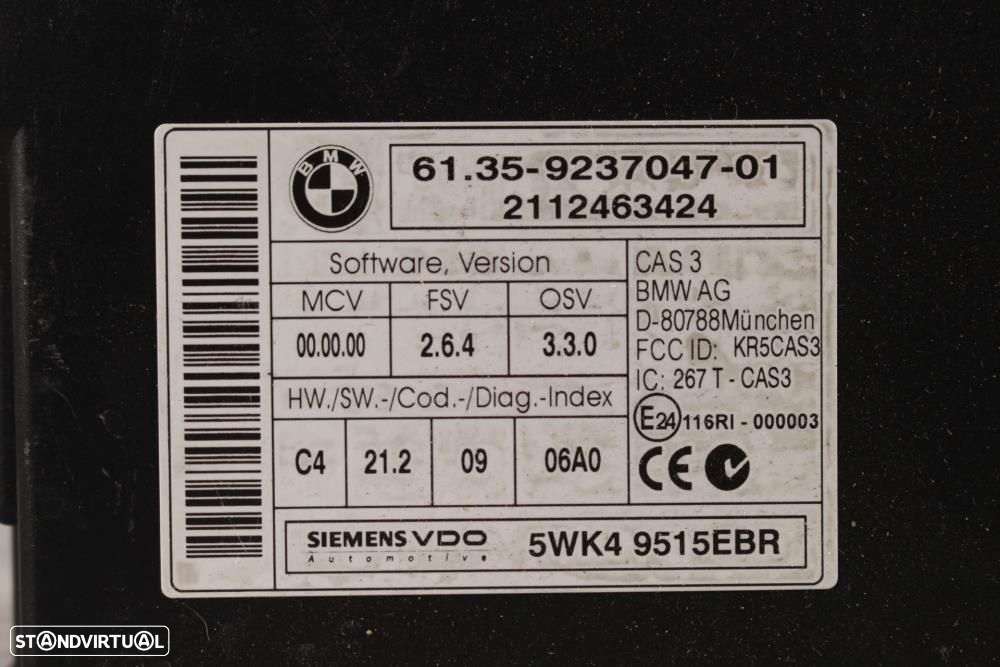 BMW
61.35-9237047-01
2112463424
Software, Version
MCV FSV OSV
00.00.00 2.6.4 3.3.0
HW./SW.-/Cod.-/Diag.-Index
C4 21.2 09 06A0
CAS 3
BMW AG
D-80788München
FCC ID: KR5CAS3
IC: 267 T - CAS3
E24 116RI - 000003
CE
SIEMENS VDO
Automotive
5WK4 9515EBR
STANDVIRTUAL